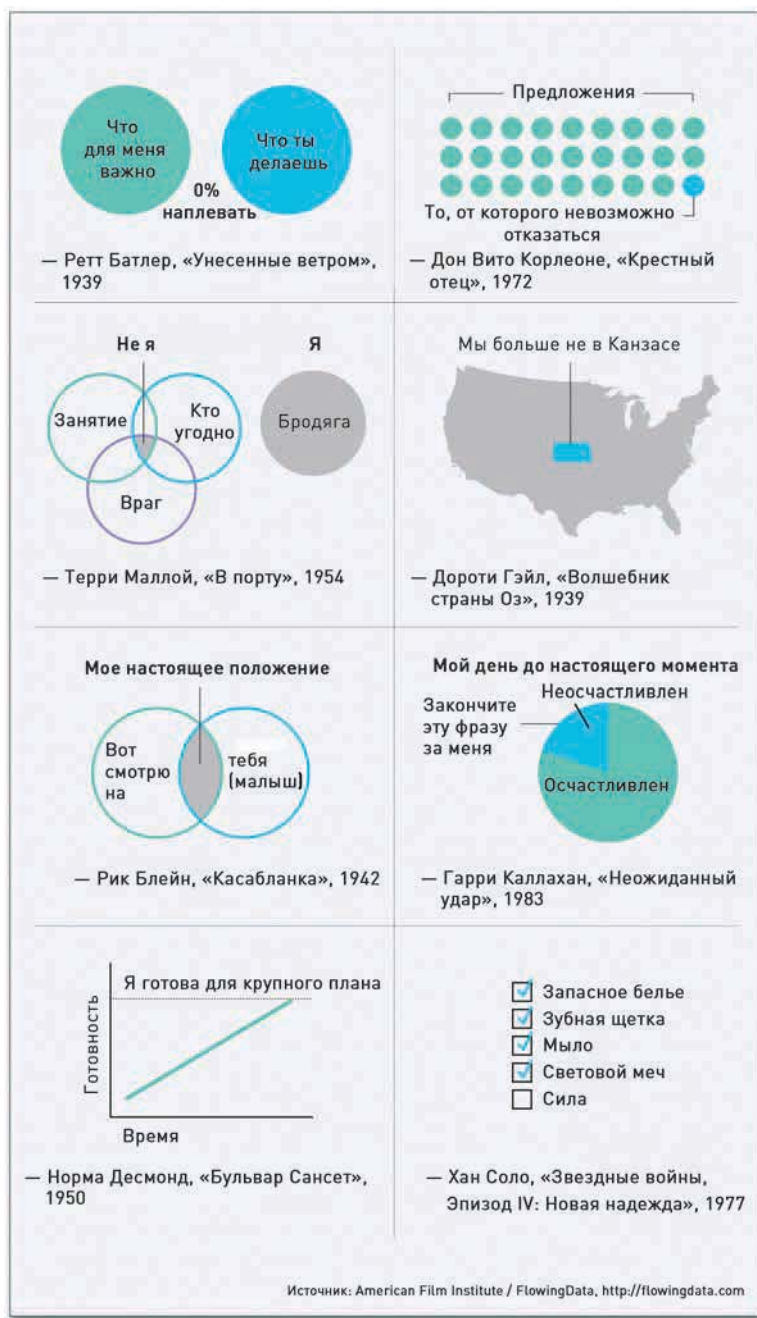 Что
для меня
важно
Что ты
делаешь
0%
наплевать
— Ретт Батлер, «Унесенные ветром»,
1939
Предложения
То, от которого невозможно
отказаться
— Дон Вито Корлеоне, «Крестный
отец», 1972
Не я
Я
Занятие
Кто
угодно
Враг
Бродяга
— Терри Маллой, «В порту», 1954
Мы больше не в Канзасе
— Дороти Гэйл, «Волшебник
страны Оз», 1939
Мое настоящее положение
Вот
смотрю
на
тебя
(малыш)
— Рик Блейн, «Касабланка», 1942
Мой день до настоящего момента
Неосчастливлен
Закончите
эту фразу
за меня
Осчастливлен
— Гарри Каллахан, «Неожиданный
удар», 1983
Я готова для крупного плана
Готовность
Время
— Норма Десмонд, «Бульвар Сансет»,
1950
Запасное белье
Зубная щетка
Мыло
Световой меч
Сила
— Хан Соло, «Звездные войны,
Эпизод IV: Новая надежда», 1977
Источник: American Film Institute / FlowingData, http://flowingdata.com